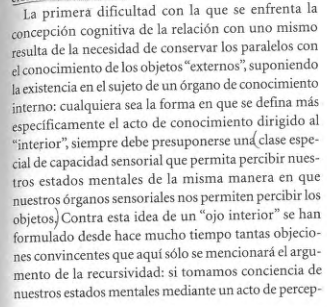 La primera dificultad con la que se enfrenta la
concepción cognitiva de la relación con uno mismo
resulta de la necesidad de conservar los paralelos con
el conocimiento de los objetos “externos”, suponiendo
la existencia en el sujeto de un órgano de conocimiento
interno: cualquiera sea la forma en que se defina más
específicamente el acto de conocimiento dirigido al
“interior”, siempre debe presuponerse una (clase espe-
cial de capacidad sensorial que permita percibir nues-
tros estados mentales de la misma manera en que
nuestros órganos sensoriales nos permiten percibir los
objetos.) Contra esta idea de un “ojo interior” se han
formulado desde hace mucho tiempo tantas objecio-
nes convincentes que aquí sólo se mencionará el argu-
mento de la recursividad: si tomamos conciencia de
nuestros estados mentales mediante un acto de percep-